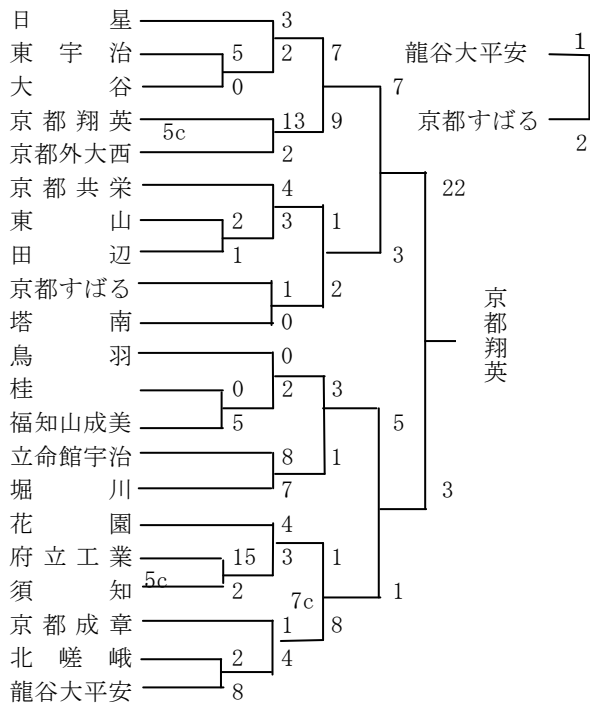 日星 3
東宇治 5 2 7 龍谷大平安 1
大谷 0 7
京都翔英 5c 13 9 京都すばる 2
京都外大西 2
京都共栄 4 22
東山 2 3 1
田辺 1 3
京都すばる 1 2
塔南 0
京都翔英
鳥羽 0
桂 0 2 3
福知山成美 5 5
立命館宇治 8 1
堀川 7 3
花園 4
府立工業 15 3 1
須知 5c 2 7c 1
京都成章 1 8
北嵯峨 2 4
龍谷大平安 8